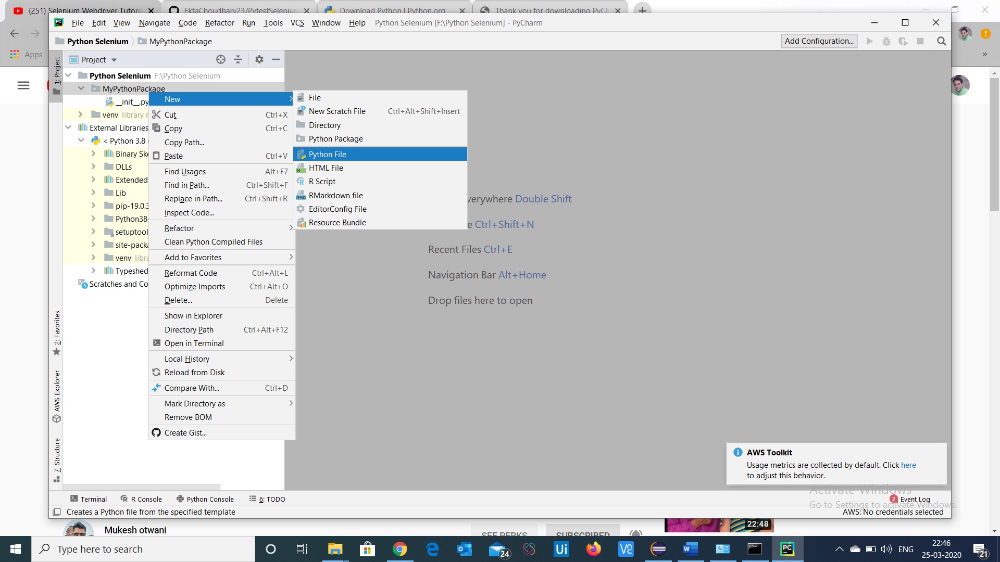 (251) Selenium Webdriver Tutoria
EktaChoudhary23/PytestSelenium
Download Python | Python.org
Thank you for downloading PyCh
File Edit View Navigate Code Refactor Run Tools VCS Window Help Python Selenium [F:\Python Selenium] - PyCharm
Python Selenium MyPythonPackage
Add Configuration...
Apps
»
1: Project
Project
Python Selenium F:\Python Selenium
MyPythonPackage
__init__.py
venv library r
External Libraries
< Python 3.8
Binary Ske
DLLs
Extended
Lib
pip-19.0.3
Python38-
setuptool
site-packa
venv libra
Typeshed
Scratches and Co
New
Cut Ctrl+X
Copy Ctrl+C
Copy Path...
Paste Ctrl+V
Find Usages Alt+F7
Find in Path... Ctrl+Shift+F
Replace in Path... Ctrl+Shift+R
Inspect Code...
Refactor
Clean Python Compiled Files
Add to Favorites
Reformat Code Ctrl+Alt+L
Optimize Imports Ctrl+Alt+O
Delete... Delete
Show in Explorer
Directory Path Ctrl+Alt+F12
Open in Terminal
Local History
Reload from Disk
Compare With... Ctrl+D
Mark Directory as
Remove BOM
Create Gist...
File
New Scratch File Ctrl+Alt+Shift+Insert
Directory
Python Package
Python File
HTML File
R Script
RMarkdown file
EditorConfig File
Resource Bundle
verywhere Double Shift
e Ctrl+Shift+N
Recent Files Ctrl+E
Navigation Bar Alt+Home
Drop files here to open
2: Favorites
AWS Explorer
7: Structure
AWS Toolkit
Usage metrics are collected by default. Click here
to adjust this behavior.
Activate Windows
Go to Settings to activate Windows.
Terminal R Console Python Console 6: TODO
2 Event Log
Creates a Python file from the specified template
AWS: No credentials selected
Mukesh otwani
SEE PERKS
SUBSCRIBED
22:48
Type here to search
24
ENG
22:46
25-03-2020
21